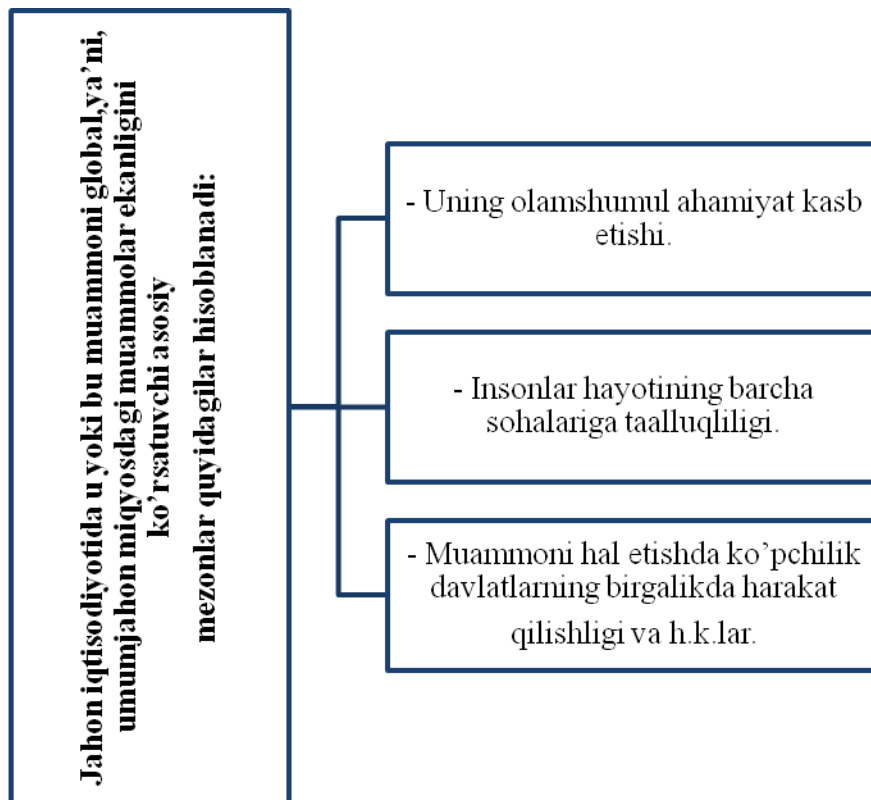 Jahon iqtisodiyotida u yoki bu muammoni global,ya’ni,
umumjahon miqyosdagi muammolar ekanligini
ko’rsatuvchi asosiy
mezonlar quyidagilar hisoblanadi:
- Uning olamshumul ahamiyat kasb
etishi.
- Insonlar hayotining barcha
sohalariga taalluqliligi.
- Muammoni hal etishda ko’pchilik
davlatlarning birgalikda harakat
qilishligi va h.k.lar.